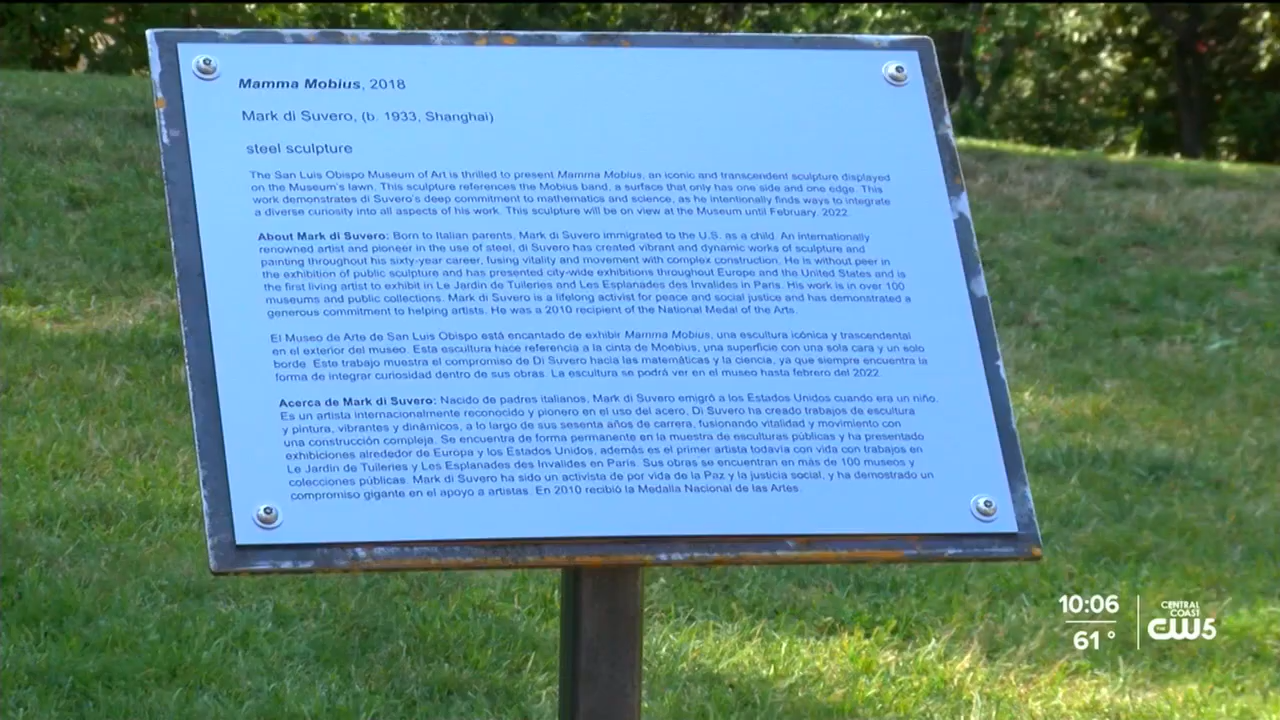 Mamma Mobius, 2018
Mark di Suvero, (b. 1933, Shanghai)
steel sculpture
The San Luis Obispo Museum of Art is thrilled to present Mamma Mobius, an iconic and transcendent sculpture displayed
on the Museum's lawn. This sculpture references the Mobius band, a surface that only has one side and one edge. This
work demonstrates di Suvero's deep commitment to mathematics and science, as he intentionally finds ways to integrate
a diverse curiosity into all aspects of his work. This sculpture will be on view at the Museum until February, 2022.
About Mark di Suvero: Born to Italian parents, Mark di Suvero immigrated to the U.S. as a child. An internationally
renowned artist and pioneer in the use of steel, di Suvero has created vibrant and dynamic works of sculpture and
painting throughout his sixty-year career, fusing vitality and movement with complex construction. He is without peer in
the exhibition of public sculpture and has presented city-wide exhibitions throughout Europe and the United States and is
the first living artist to exhibit in Le Jardin de Tuileries and Les Esplanades des Invalides in Paris. His work is in over 100
museums and public collections. Mark di Suvero is a lifelong activist for peace and social justice and has demonstrated a
generous commitment to helping artists. He was a 2010 recipient of the National Medal of the Arts.
El Museo de Arte de San Luis Obispo está encantado de exhibir Mamma Mobius, una escultura icónica y trascendental
en el exterior del museo. Esta escultura hace referencia a la cinta de Moebius, una superficie con una sola cara y un solo
borde. Este trabajo muestra el compromiso de Di Suvero hacia las matemáticas y la ciencia, ya que siempre encuentra la
forma de integrar curiosidad dentro de sus obras. La escultura se podrá ver en el museo hasta febrero del 2022.
Acerca de Mark di Suvero: Nacido de padres italianos, Mark di Suvero emigró a los Estados Unidos cuando era un niño.
Es un artista internacionalmente reconocido y pionero en el uso del acero. Di Suvero ha creado trabajos de escultura
y pintura, vibrantes y dinámicos, a lo largo de sus sesenta años de carrera, fusionando vitalidad y movimiento con
una construcción compleja. Se encuentra de forma permanente en la muestra de esculturas públicas y ha presentado
exhibiciones alrededor de Europa y los Estados Unidos, además es el primer artista todavía con vida con trabajos en
Le Jardin de Tuileries y Les Esplanades des Invalides en Paris. Sus obras se encuentran en más de 100 museos y
colecciones públicas. Mark di Suvero ha sido un activista de por vida de la Paz y la justicia social, y ha demostrado un
compromiso gigante en el apoyo a artistas. En 2010 recibió la Medalla Nacional de las Artes.
10:06
61°
CENTRAL
COAST
CW5